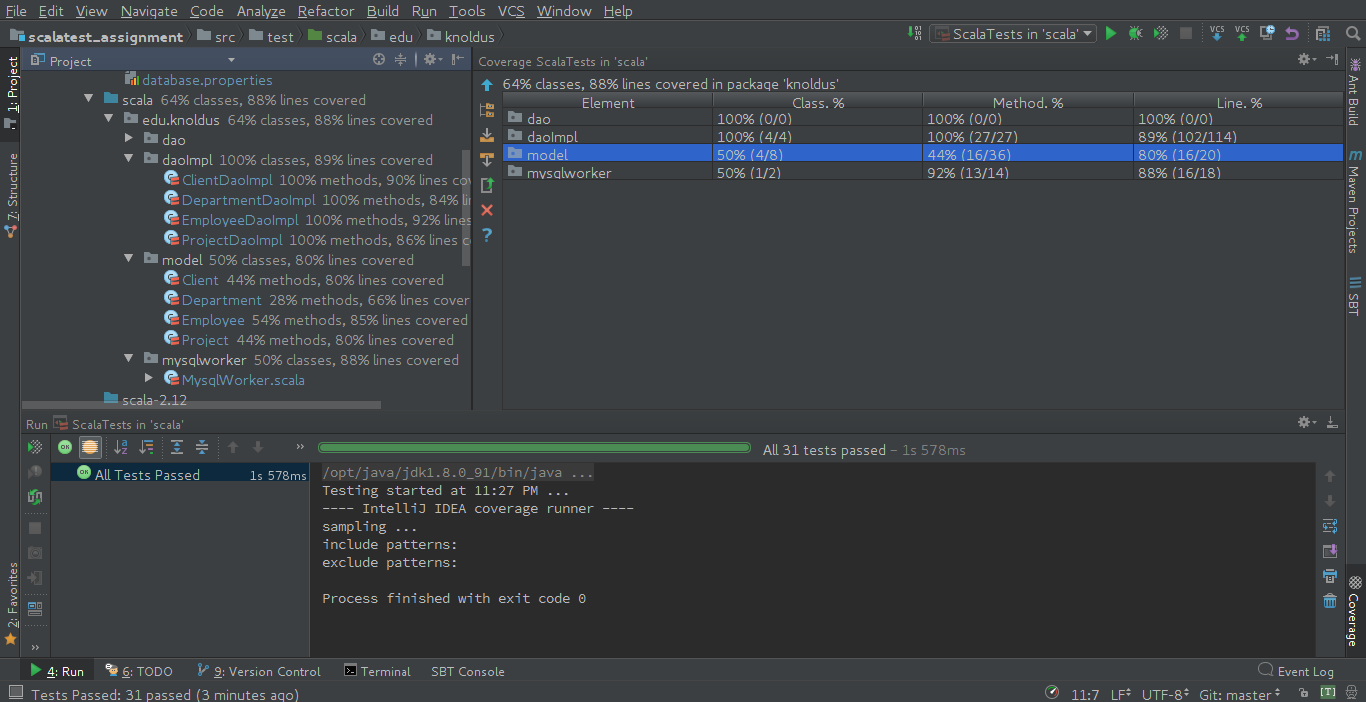 File Edit View Navigate Code Analyze Refactor Build Run Tools VCS Window Help
scalatest_assignment src test scala edu knoldus ScalaTests in 'scala' VCS VCS
1: Project
7: Structure
2: Favorites
Project
database.properties
scala 64% classes, 88% lines covered
edu.knoldus 64% classes, 88% lines covered
dao
daoImpl 100% classes, 89% lines covered
ClientDaoImpl 100% methods, 90% lines co
DepartmentDaoImpl 100% methods, 84% li
EmployeeDaoImpl 100% methods, 92% lines
ProjectDaoImpl 100% methods, 86% lines c
model 50% classes, 80% lines covered
Client 44% methods, 80% lines covered
Department 28% methods, 66% lines cover
Employee 54% methods, 85% lines covered
Project 44% methods, 80% lines covered
mysqlworker 50% classes, 88% lines covered
MysqlWorker.scala
scala-2.12
Coverage ScalaTests in 'scala'
64% classes, 88% lines covered in package 'knoldus'
Element Class. % Method. % Line. %
dao 100% (0/0) 100% (0/0) 100% (0/0)
daoImpl 100% (4/4) 100% (27/27) 89% (102/114)
model 50% (4/8) 44% (16/36) 80% (16/20)
mysqlworker 50% (1/2) 92% (13/14) 88% (16/18)
Ant Build
Maven Projects
SBT
Coverage
Run ScalaTests in 'scala'
All 31 tests passed – 1s 578ms
OK All Tests Passed 1s 578ms
/opt/java/jdk1.8.0_91/bin/java ...
Testing started at 11:27 PM ...
---- IntelliJ IDEA coverage runner ----
sampling ...
include patterns:
exclude patterns:
Process finished with exit code 0
4: Run 6: TODO 9: Version Control Terminal SBT Console Event Log
Tests Passed: 31 passed (3 minutes ago) 11:7 LF UTF-8 Git: master [T]